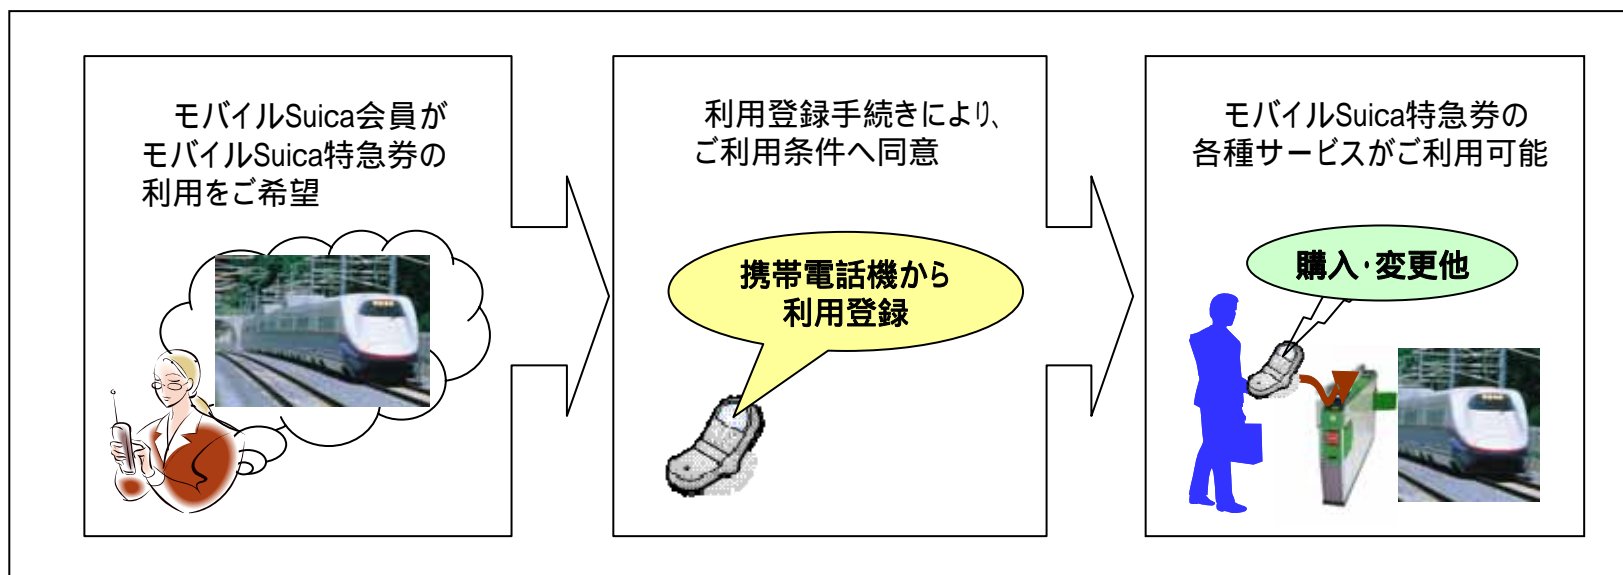 モバイルSuica会員が
モバイルSuica特急券の
利用をご希望
利用登録手続きにより、
ご利用条件へ同意
携帯電話機から
利用登録
モバイルSuica特急券の
各種サービスがご利用可能
購入・変更他